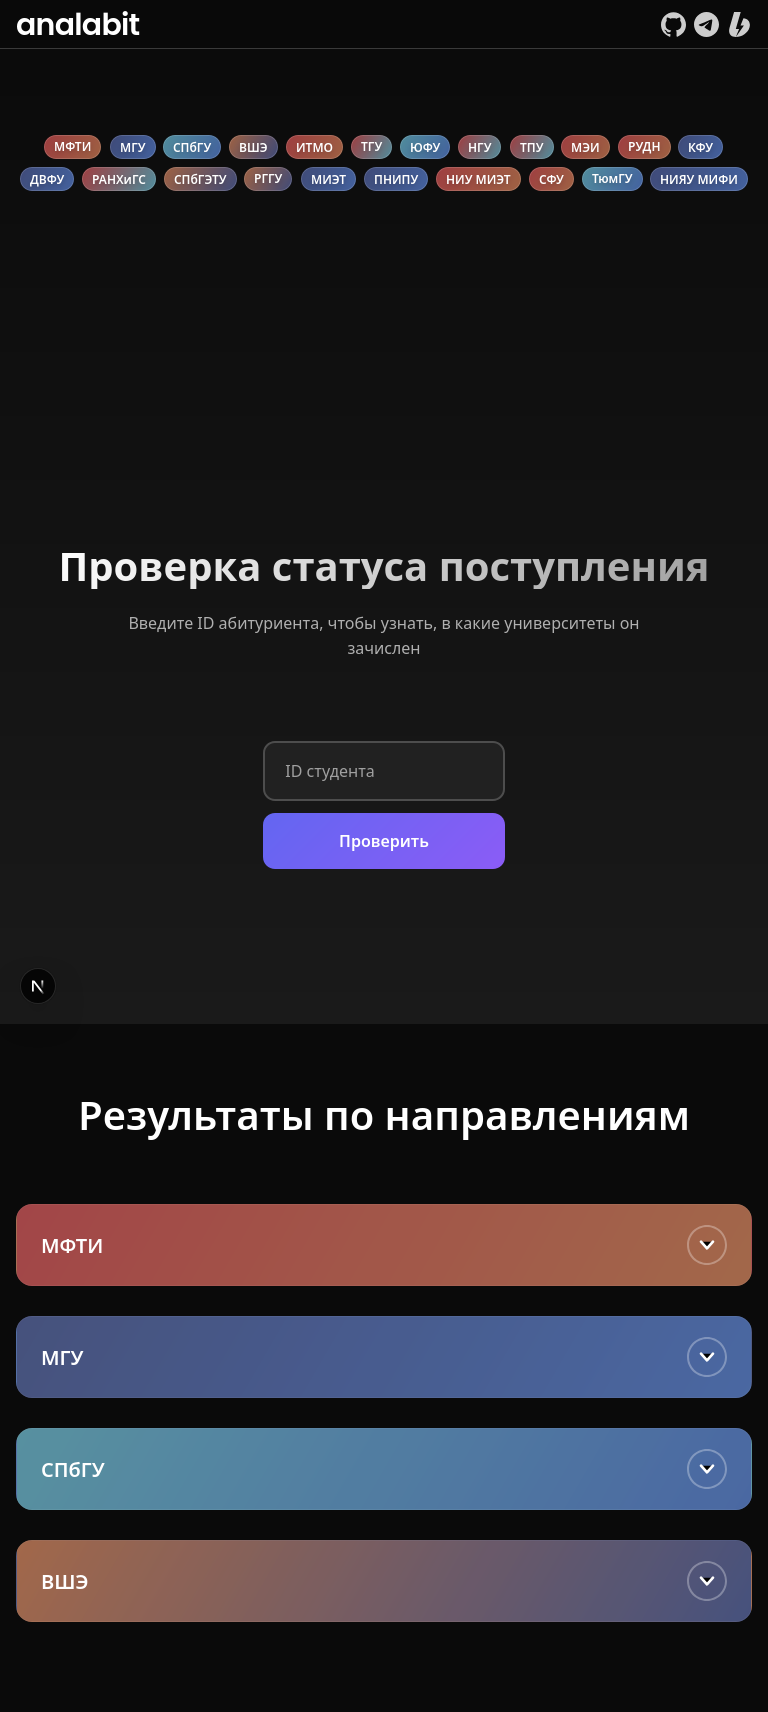 analabit
МФТИ МГУ СПбГУ ВШЭ ИТМО ТГУ ЮФУ НГУ ТПУ МЭИ РУДН КФУ
ДВФУ РАНХиГС СПбГЭТУ РГГУ МИЭТ ПНИПУ НИУ МИЭТ СФУ ТюмГУ НИЯУ МИФИ
Проверка статуса поступления
Введите ID абитуриента, чтобы узнать, в какие университеты он
зачислен
ID студента
Проверить
N
Результаты по направлениям
МФТИ
МГУ
СПбГУ
ВШЭ